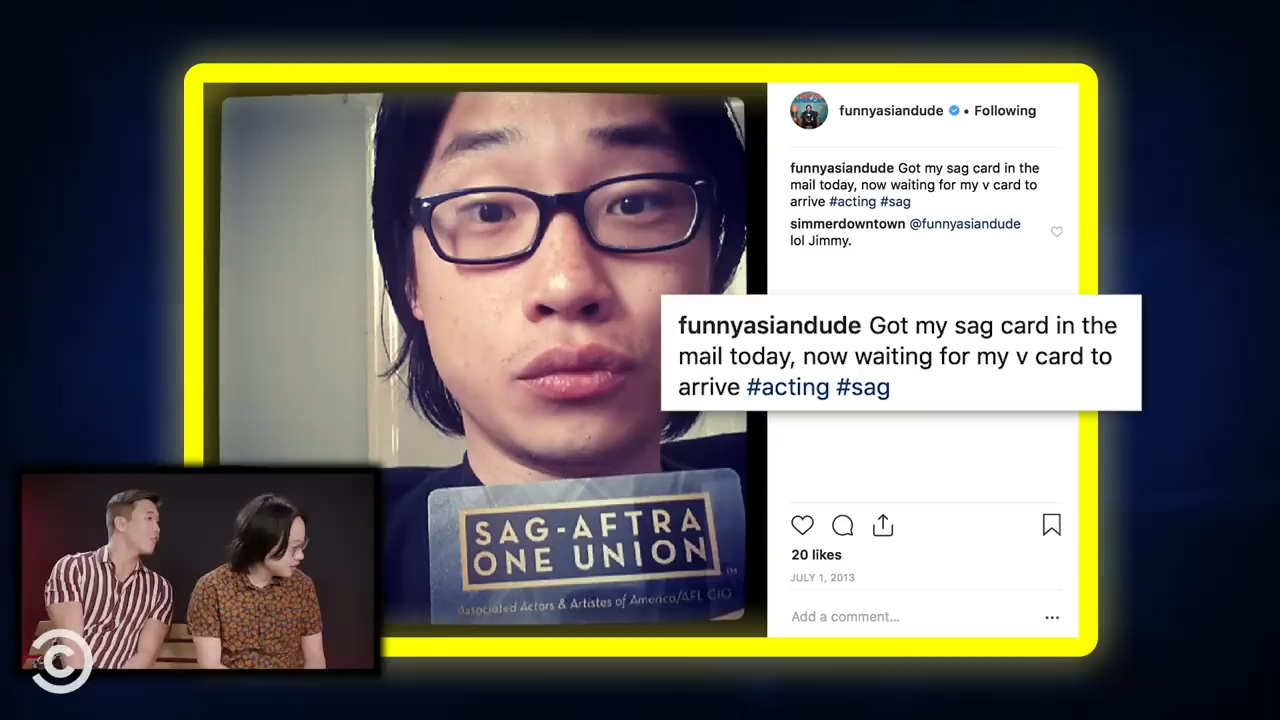 funnyasiandude • Following
funnyasiandude Got my sag card in the
mail today, now waiting for my v card to
arrive #acting #sag
simmerdowntown @funnyasiandude
lol Jimmy.
funnyasiandude Got my sag card in the
mail today, now waiting for my v card to
arrive #acting #sag
SAG-AFTRA
ONE UNION
TM
Associated Actors & Artistes of America/AFL CIO
20 likes
JULY 1, 2013
Add a comment...